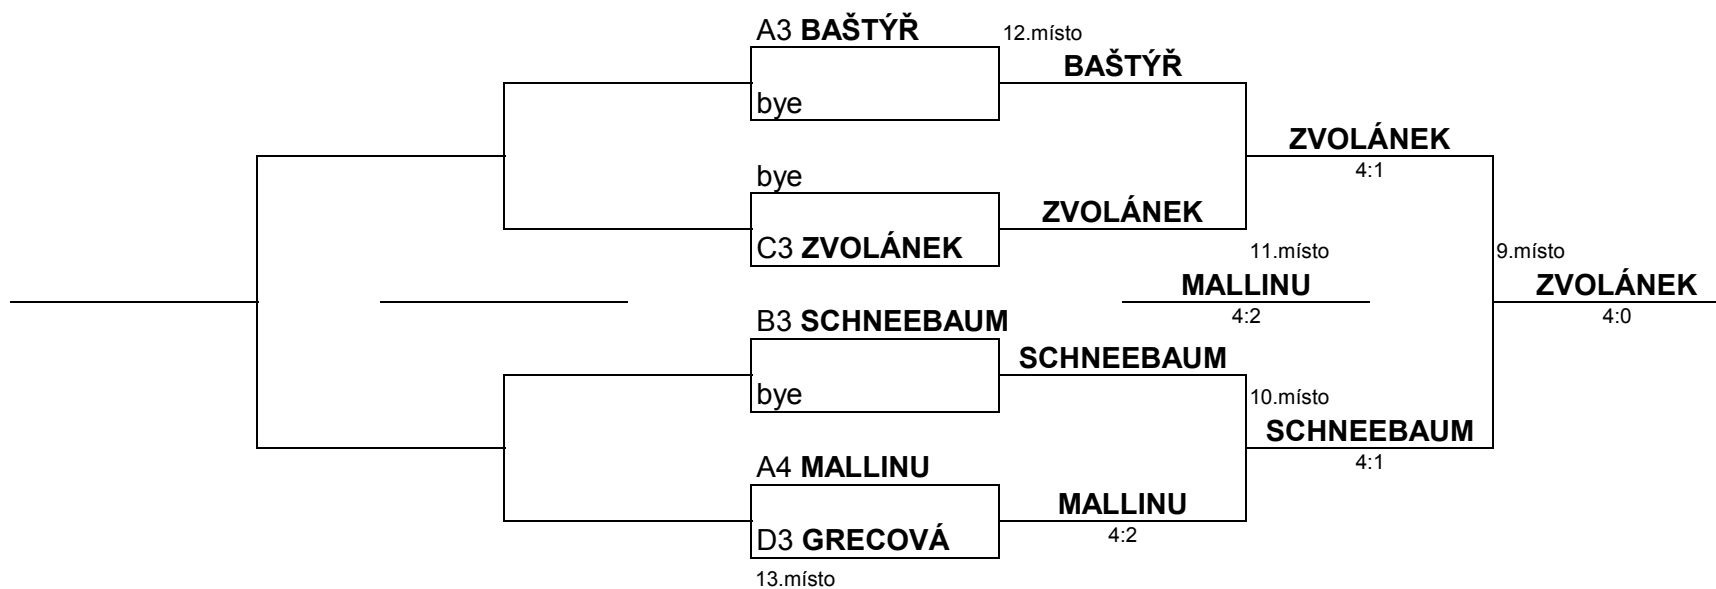 A3 BAŠTÝŘ
12.místo
BAŠTÝŘ
bye
ZVOLÁNEK
4:1
bye
ZVOLÁNEK
C3 ZVOLÁNEK
11.místo
9.místo
MALLINU
4:2
ZVOLÁNEK
4:0
B3 SCHNEEBAUM
SCHNEEBAUM
bye
10.místo
SCHNEEBAUM
4:1
A4 MALLINU
MALLINU
4:2
D3 GRECOVÁ
13.místo